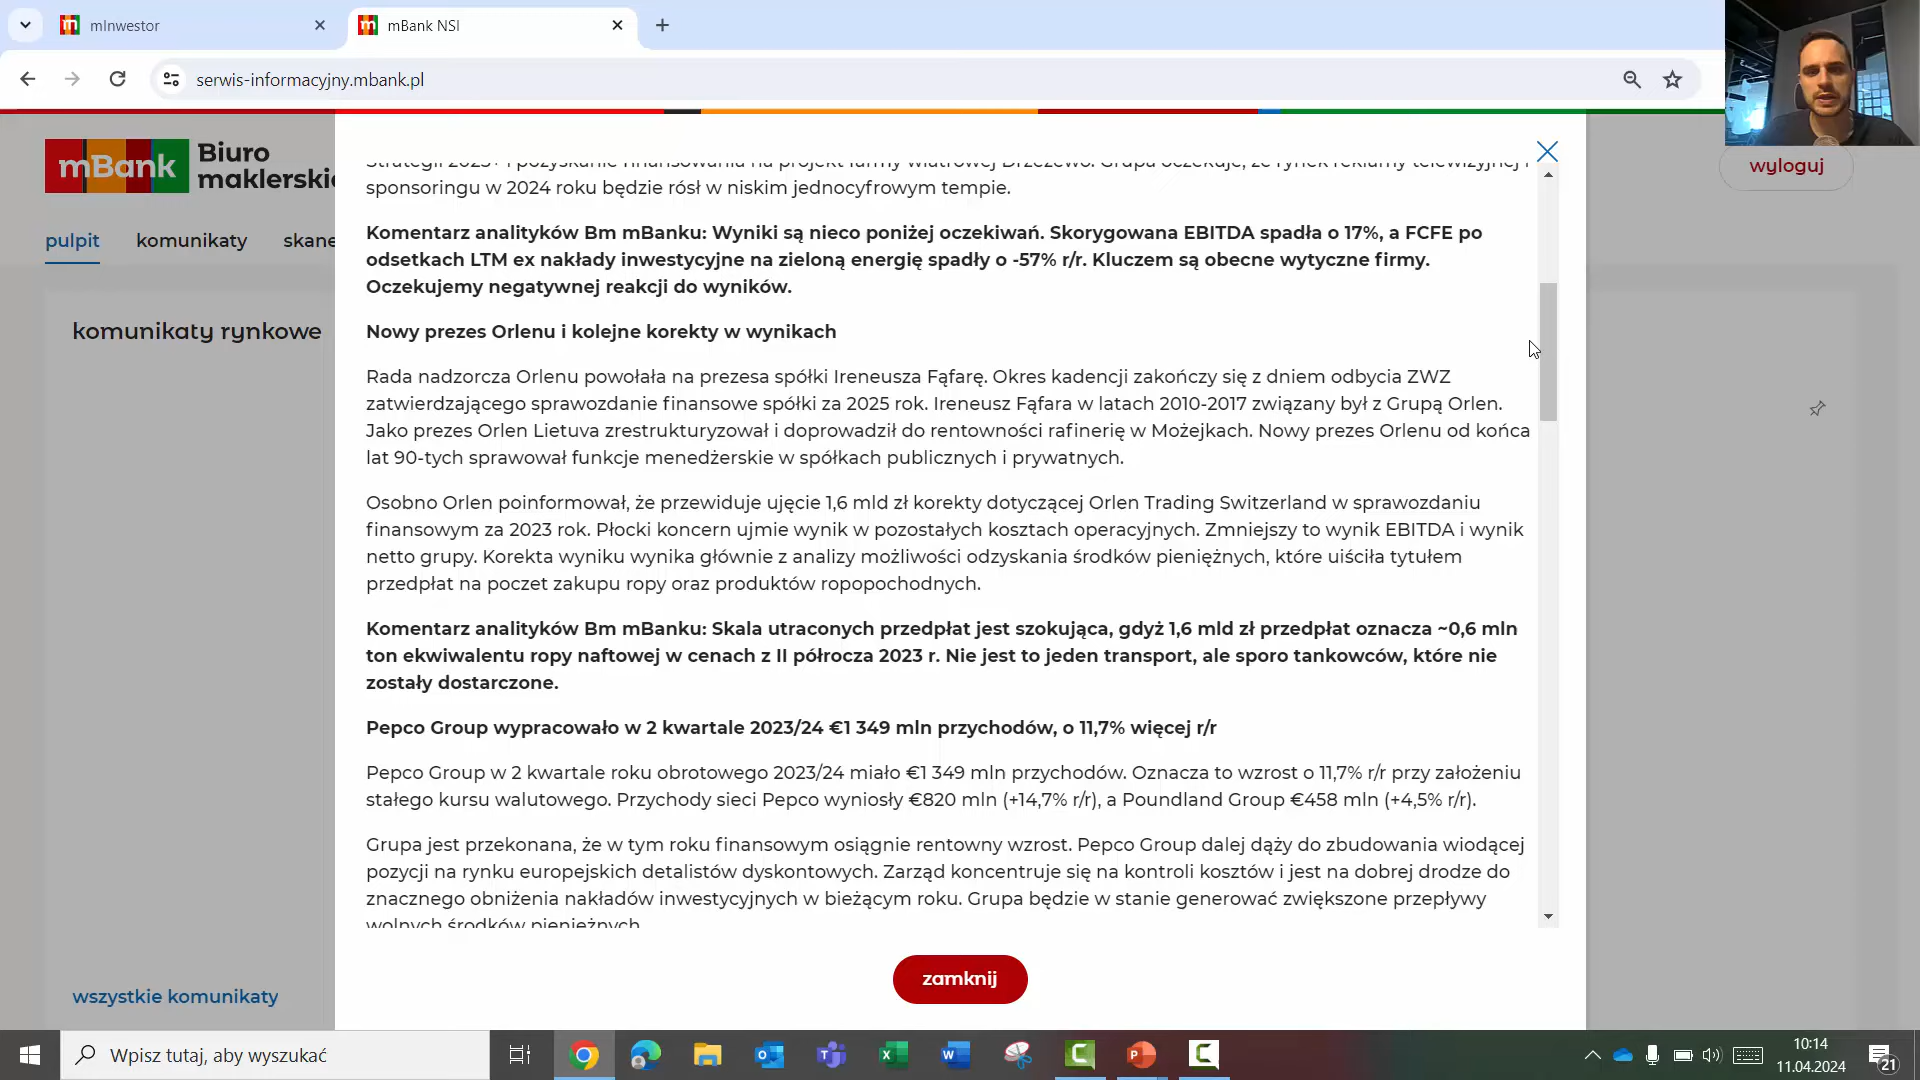 mInwestor
mBank NSI
serwis-informacyjny.mbank.pl
mBank Biuro maklerskie
wyloguj
pulpit komunikaty skane
komunikaty rynkowe
Strategii 2023+ i pozyskanie finansowania na projekt farmy wiatrowej Drzeżewo. Grupa oczekuje, że rynek reklamy telewizyjnej i
sponsoringu w 2024 roku będzie rósł w niskim jednocyfrowym tempie.
Komentarz analityków Bm mBanku: Wyniki są nieco poniżej oczekiwań. Skorygowana EBITDA spadła o 17%, a FCFE po
odsetkach LTM ex nakłady inwestycyjne na zieloną energię spadły o -57% r/r. Kluczem są obecne wytyczne firmy.
Oczekujemy negatywnej reakcji do wyników.
Nowy prezes Orlenu i kolejne korekty w wynikach
Rada nadzorcza Orlenu powołała na prezesa spółki Ireneusza Fąfarę. Okres kadencji zakończy się z dniem odbycia ZWZ
zatwierdzającego sprawozdanie finansowe spółki za 2025 rok. Ireneusz Fąfara w latach 2010-2017 związany był z Grupą Orlen.
Jako prezes Orlen Lietuva zrestrukturyzował i doprowadził do rentowności rafinerię w Możejkach. Nowy prezes Orlenu od końca
lat 90-tych sprawował funkcje menedżerskie w spółkach publicznych i prywatnych.
Osobno Orlen poinformował, że przewiduje ujęcie 1,6 mld zł korekty dotyczącej Orlen Trading Switzerland w sprawozdaniu
finansowym za 2023 rok. Płocki koncern ujmie wynik w pozostałych kosztach operacyjnych. Zmniejszy to wynik EBITDA i wynik
netto grupy. Korekta wyniku wynika głównie z analizy możliwości odzyskania środków pieniężnych, które uiściła tytułem
przedpłat na poczet zakupu ropy oraz produktów ropopochodnych.
Komentarz analityków Bm mBanku: Skala utraconych przedpłat jest szokująca, gdyż 1,6 mld zł przedpłat oznacza ~0,6 mln
ton ekwiwalentu ropy naftowej w cenach z II półrocza 2023 r. Nie jest to jeden transport, ale sporo tankowców, które nie
zostały dostarczone.
Pepco Group wypracowało w 2 kwartale 2023/24 €1 349 mln przychodów, o 11,7% więcej r/r
Pepco Group w 2 kwartale roku obrotowego 2023/24 miało €1 349 mln przychodów. Oznacza to wzrost o 11,7% r/r przy założeniu
stałego kursu walutowego. Przychody sieci Pepco wyniosły €820 mln (+14,7% r/r), a Poundland Group €458 mln (+4,5% r/r).
Grupa jest przekonana, że w tym roku finansowym osiągnie rentowny wzrost. Pepco Group dalej dąży do zbudowania wiodącej
pozycji na rynku europejskich detalistów dyskontowych. Zarząd koncentruje się na kontroli kosztów i jest na dobrej drodze do
znacznego obniżenia nakładów inwestycyjnych w bieżącym roku. Grupa będzie w stanie generować zwiększone przepływy
wolnych środków pieniężnych.
zamknij
wszystkie komunikaty
Wpisz tutaj, aby wyszukać
10:14
11.04.2024
21